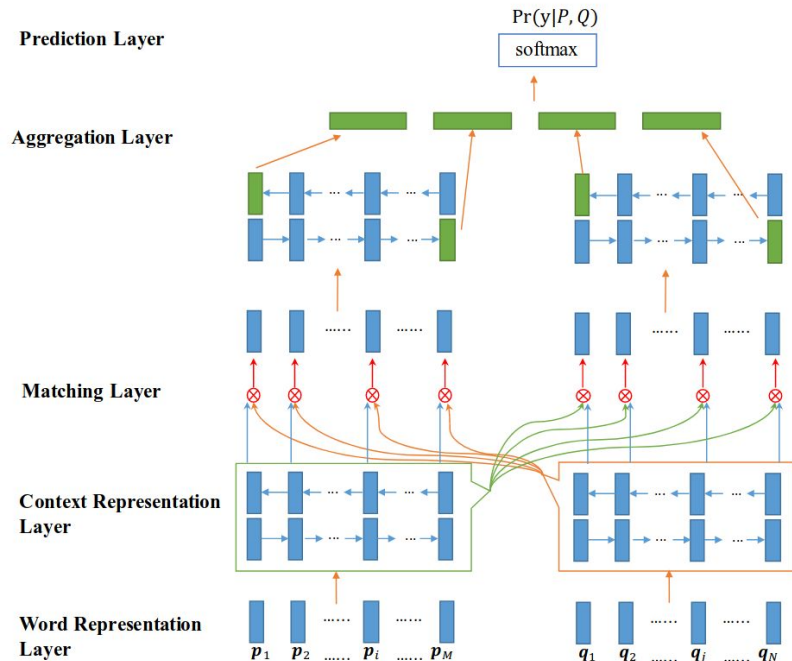 Pr(y|P, Q)
Prediction Layer
softmax
Aggregation Layer
... ... ... ...
... ... ... ...
...... ...... ...... ......
Matching Layer
... ... ... ...
Context Representation
Layer
... ... ... ...
Word Representation
Layer
...... ...... ...... ......
p1 p2 pi pM q1 q2 qi qN
...... ...... ...... ......